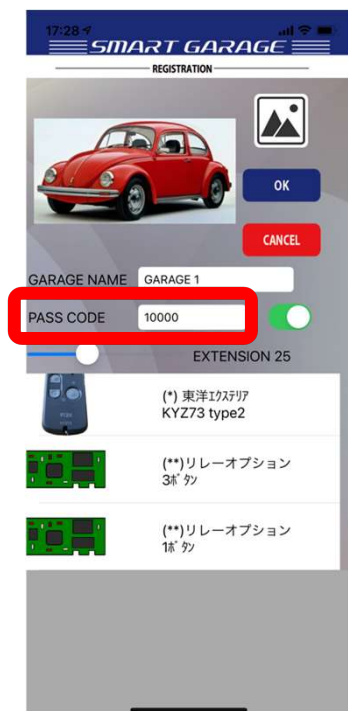 17:28
SMART GARAGE
REGISTRATION
OK
CANCEL
GARAGE NAME GARAGE 1
PASS CODE 10000
EXTENSION 25
(*) 東洋ｴｸｽﾃﾘｱ
KYZ73 type2
(**)リレーオプション
3ﾎﾞﾀﾝ
(**)リレーオプション
1ﾎﾞﾀﾝ